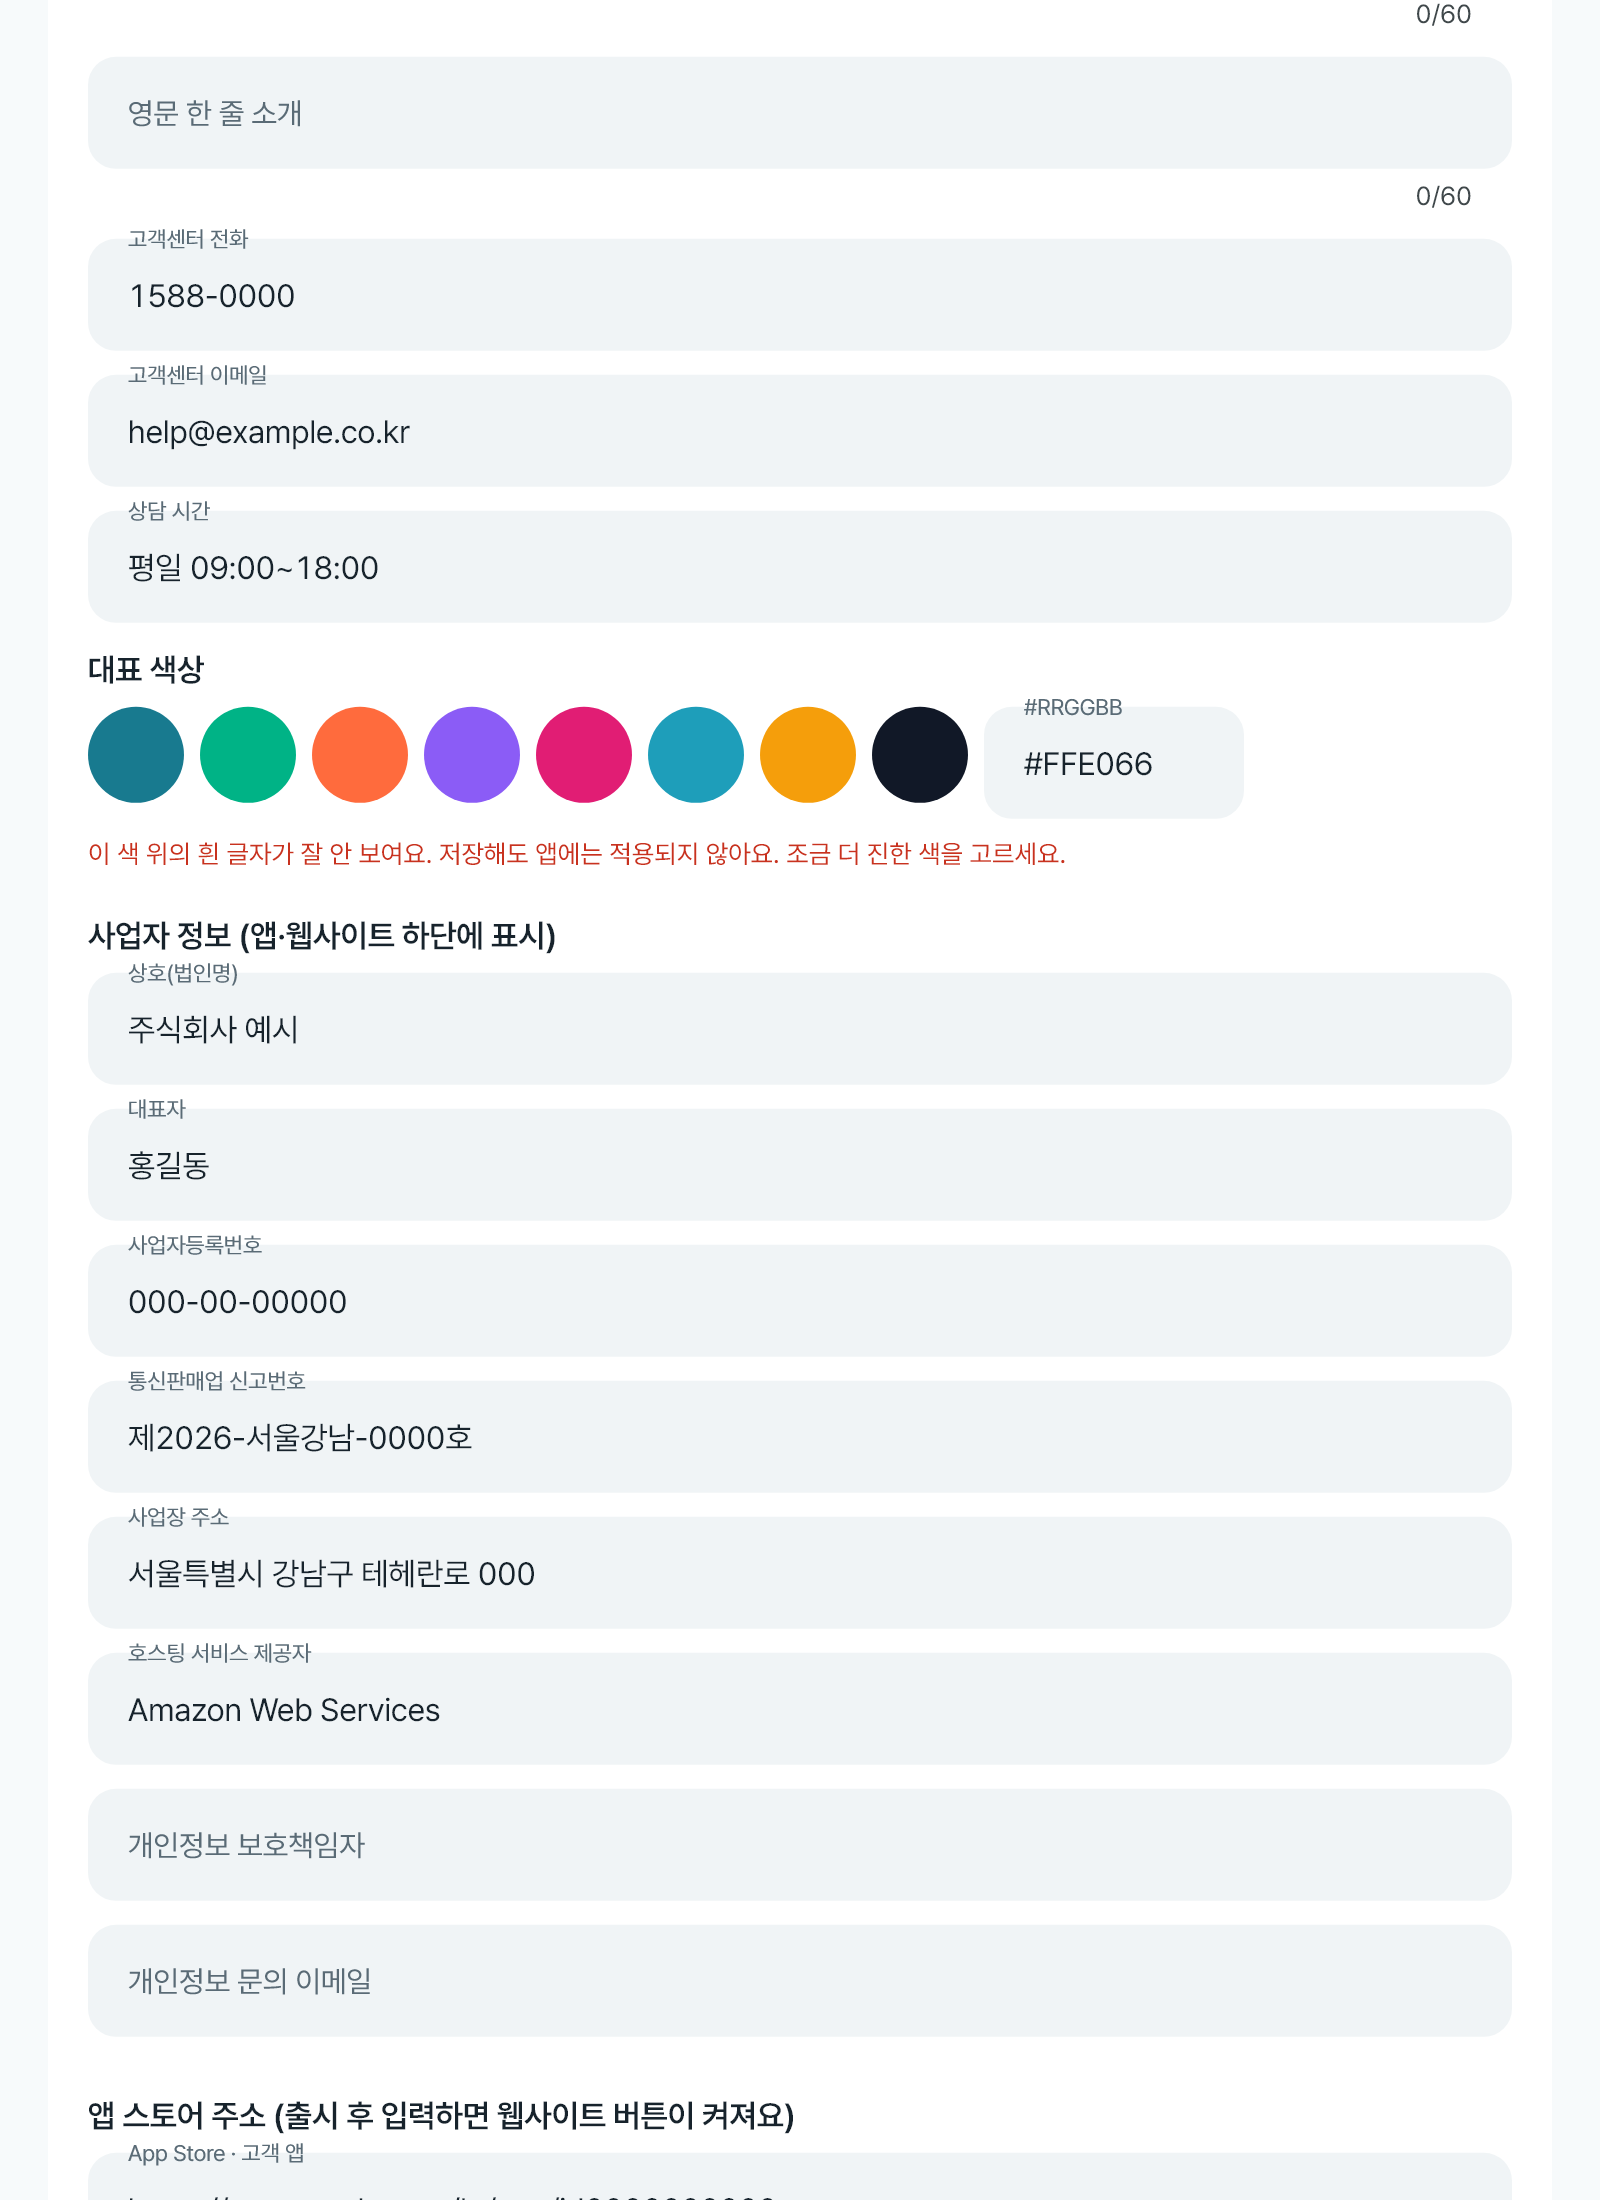 0/60
영문 한 줄 소개
0/60
고객센터 전화
1588-0000
고객센터 이메일
help@example.co.kr
상담 시간
평일 09:00~18:00
대표 색상
#RRGGBB
#FFE066
이 색 위의 흰 글자가 잘 안 보여요. 저장해도 앱에는 적용되지 않아요. 조금 더 진한 색을 고르세요.
사업자 정보 (앱·웹사이트 하단에 표시)
상호(법인명)
주식회사 예시
대표자
홍길동
사업자등록번호
000-00-00000
통신판매업 신고번호
제2026-서울강남-0000호
사업장 주소
서울특별시 강남구 테헤란로 000
호스팅 서비스 제공자
Amazon Web Services
개인정보 보호책임자
개인정보 문의 이메일
앱 스토어 주소 (출시 후 입력하면 웹사이트 버튼이 켜져요)
App Store · 고객 앱